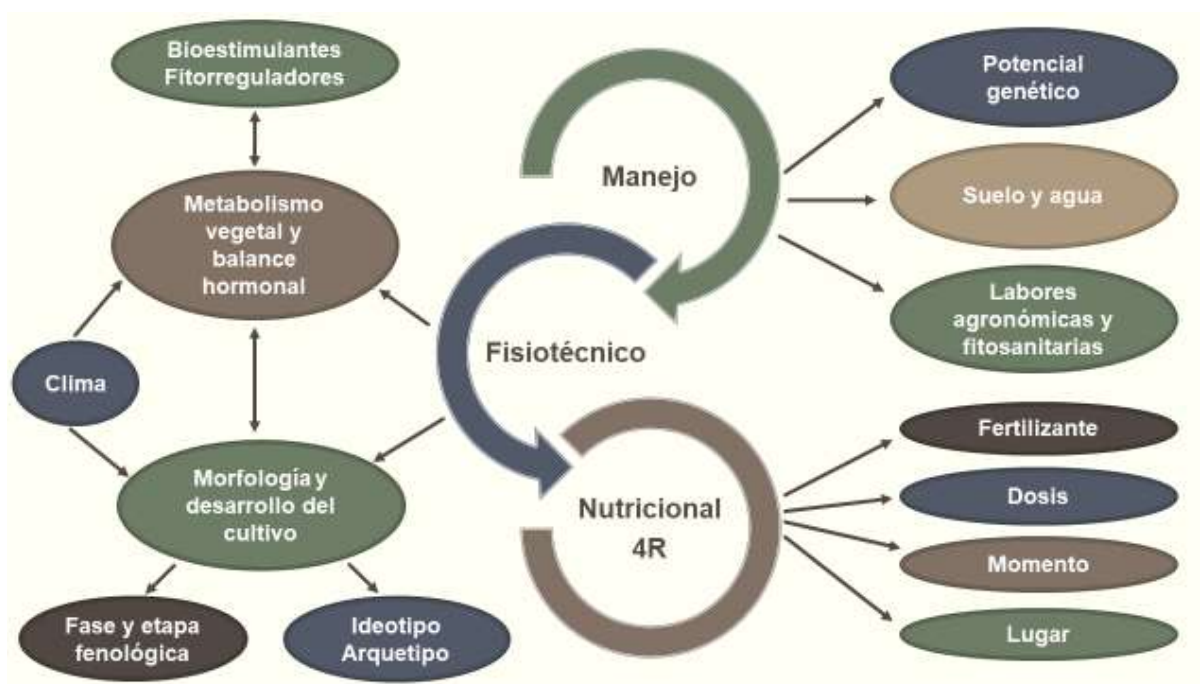 Bioestimulantes
Fitorreguladores
Metabolismo
vegetal y
balance
hormonal
Clima
Morfología y
desarrollo del
cultivo
Fase y etapa
fenológica
Ideotipo
Arquetipo
Manejo
Fisiotécnico
Nutricional
4R
Potencial
genético
Suelo y agua
Labores
agronómicas y
fitosanitarias
Fertilizante
Dosis
Momento
Lugar